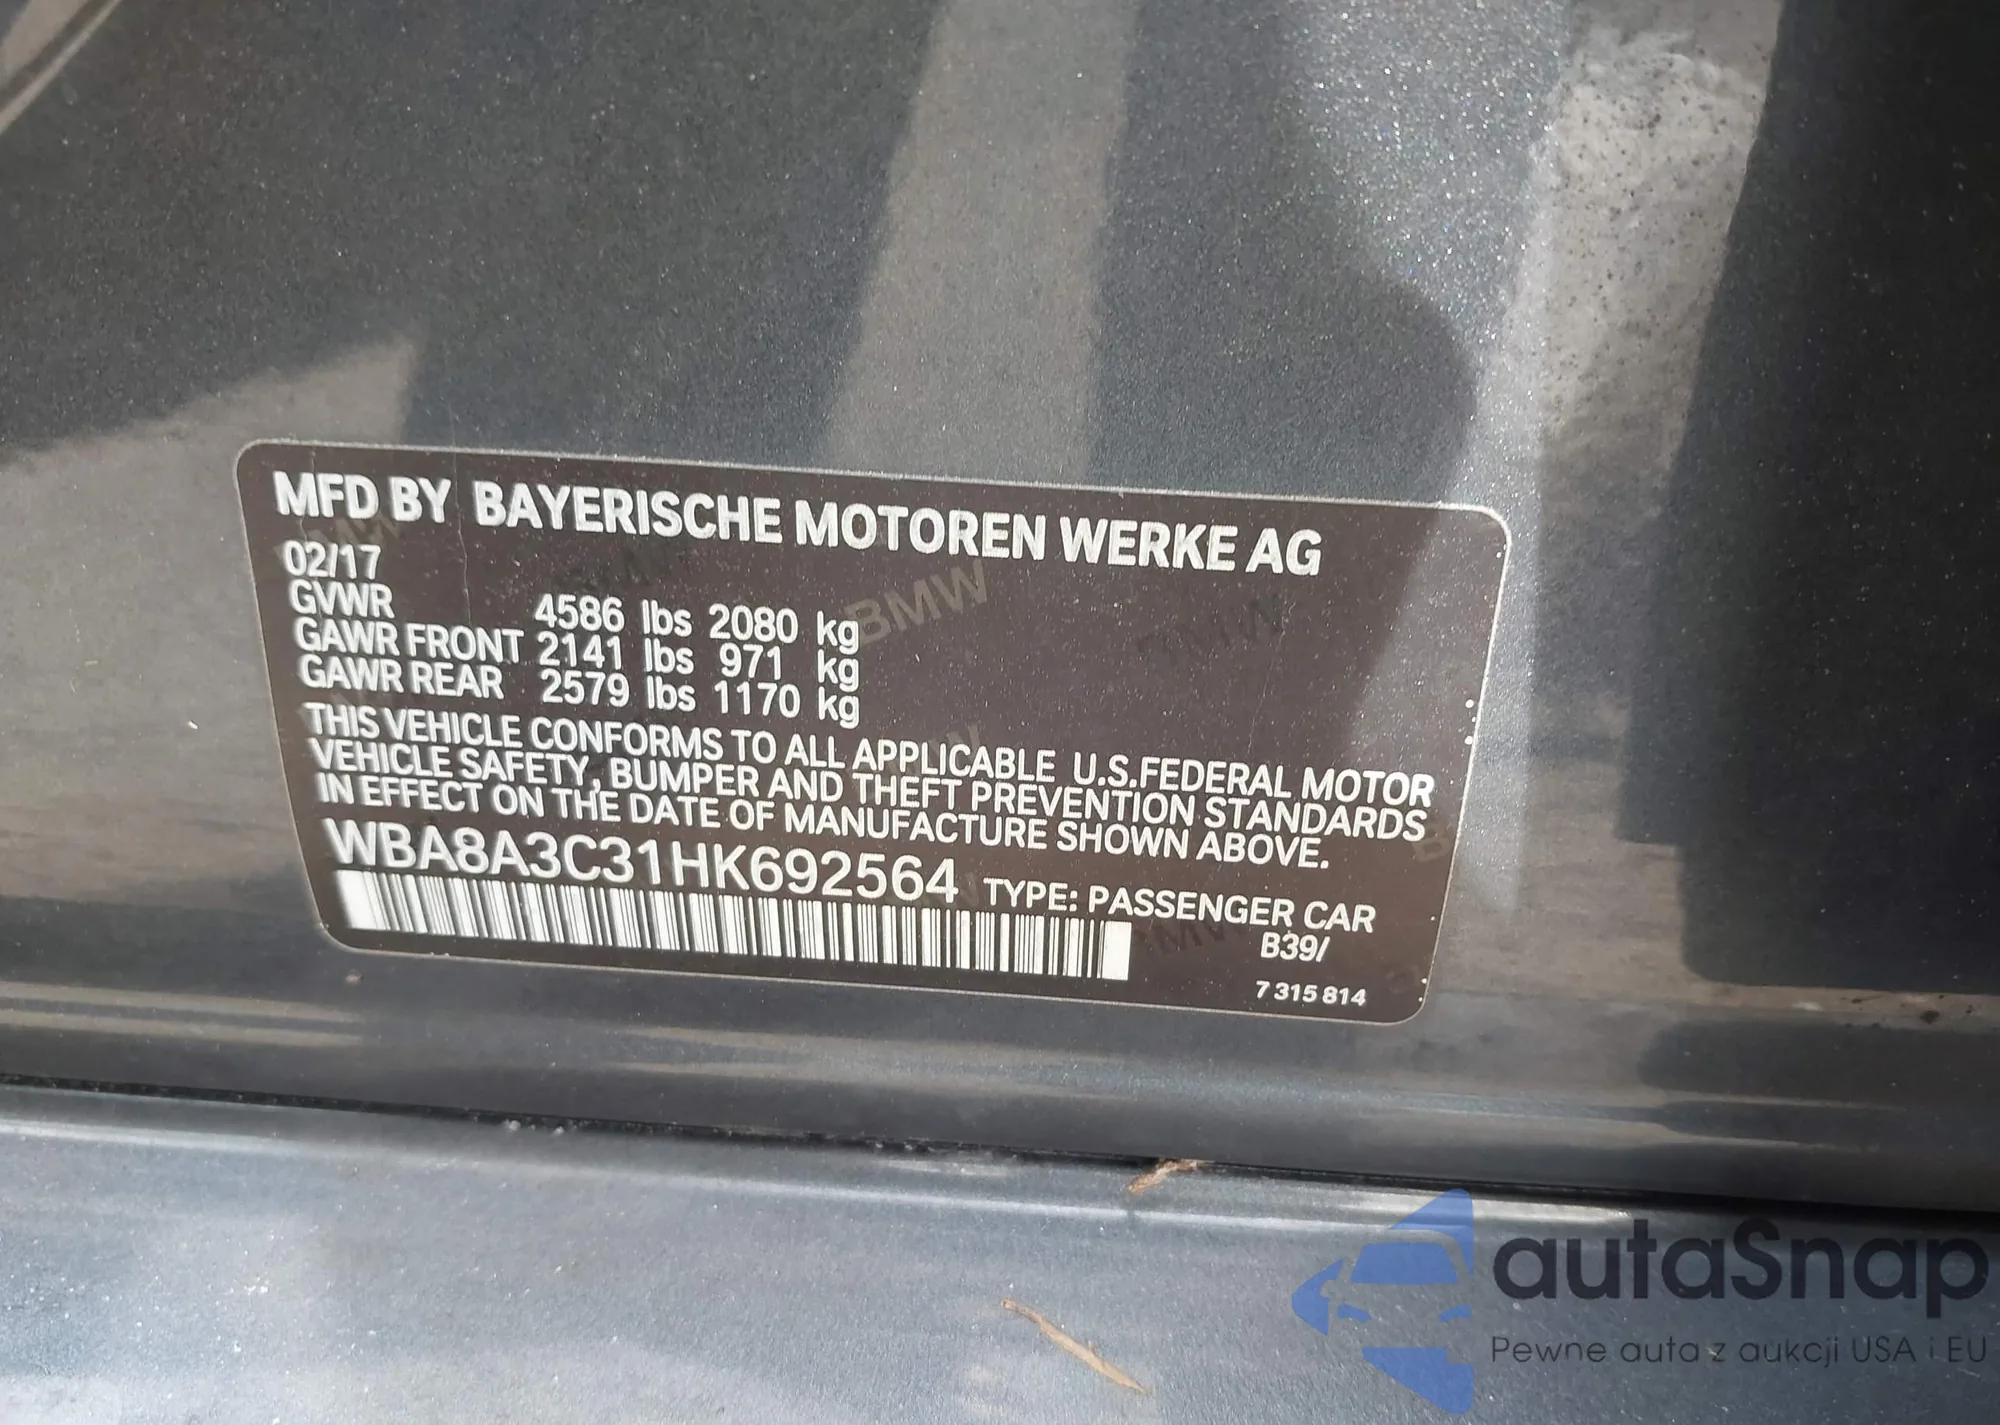 MFD BY BAYERISCHE MOTOREN WERKE AG
02/17
GVWR 4586 lbs 2080 kg
GAWR FRONT 2141 lbs 971 kg
GAWR REAR 2579 lbs 1170 kg
THIS VEHICLE CONFORMS TO ALL APPLICABLE U.S.FEDERAL MOTOR
VEHICLE SAFETY, BUMPER AND THEFT PREVENTION STANDARDS
IN EFFECT ON THE DATE OF MANUFACTURE SHOWN ABOVE.
WBA8A3C31HK692564 TYPE: PASSENGER CAR
B39/
7 315 814
BMW
BMW
autaSnap
Pewne auta z aukcji USA i EU